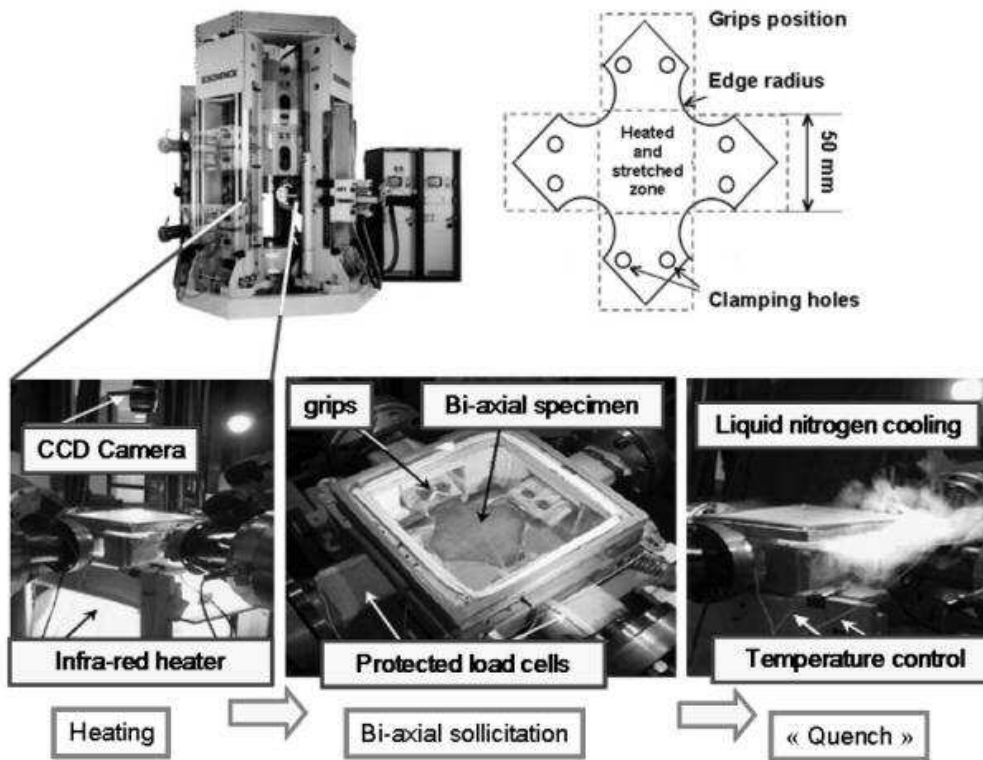 Grips position
Edge radius
Heated
and
stretched
zone
50 mm
Clamping holes
SCHENCK
CCD Camera
Infra-red heater
grips
Bi-axial specimen
Protected load cells
Liquid nitrogen cooling
Temperature control
Heating
Bi-axial sollicitation
« Quench »